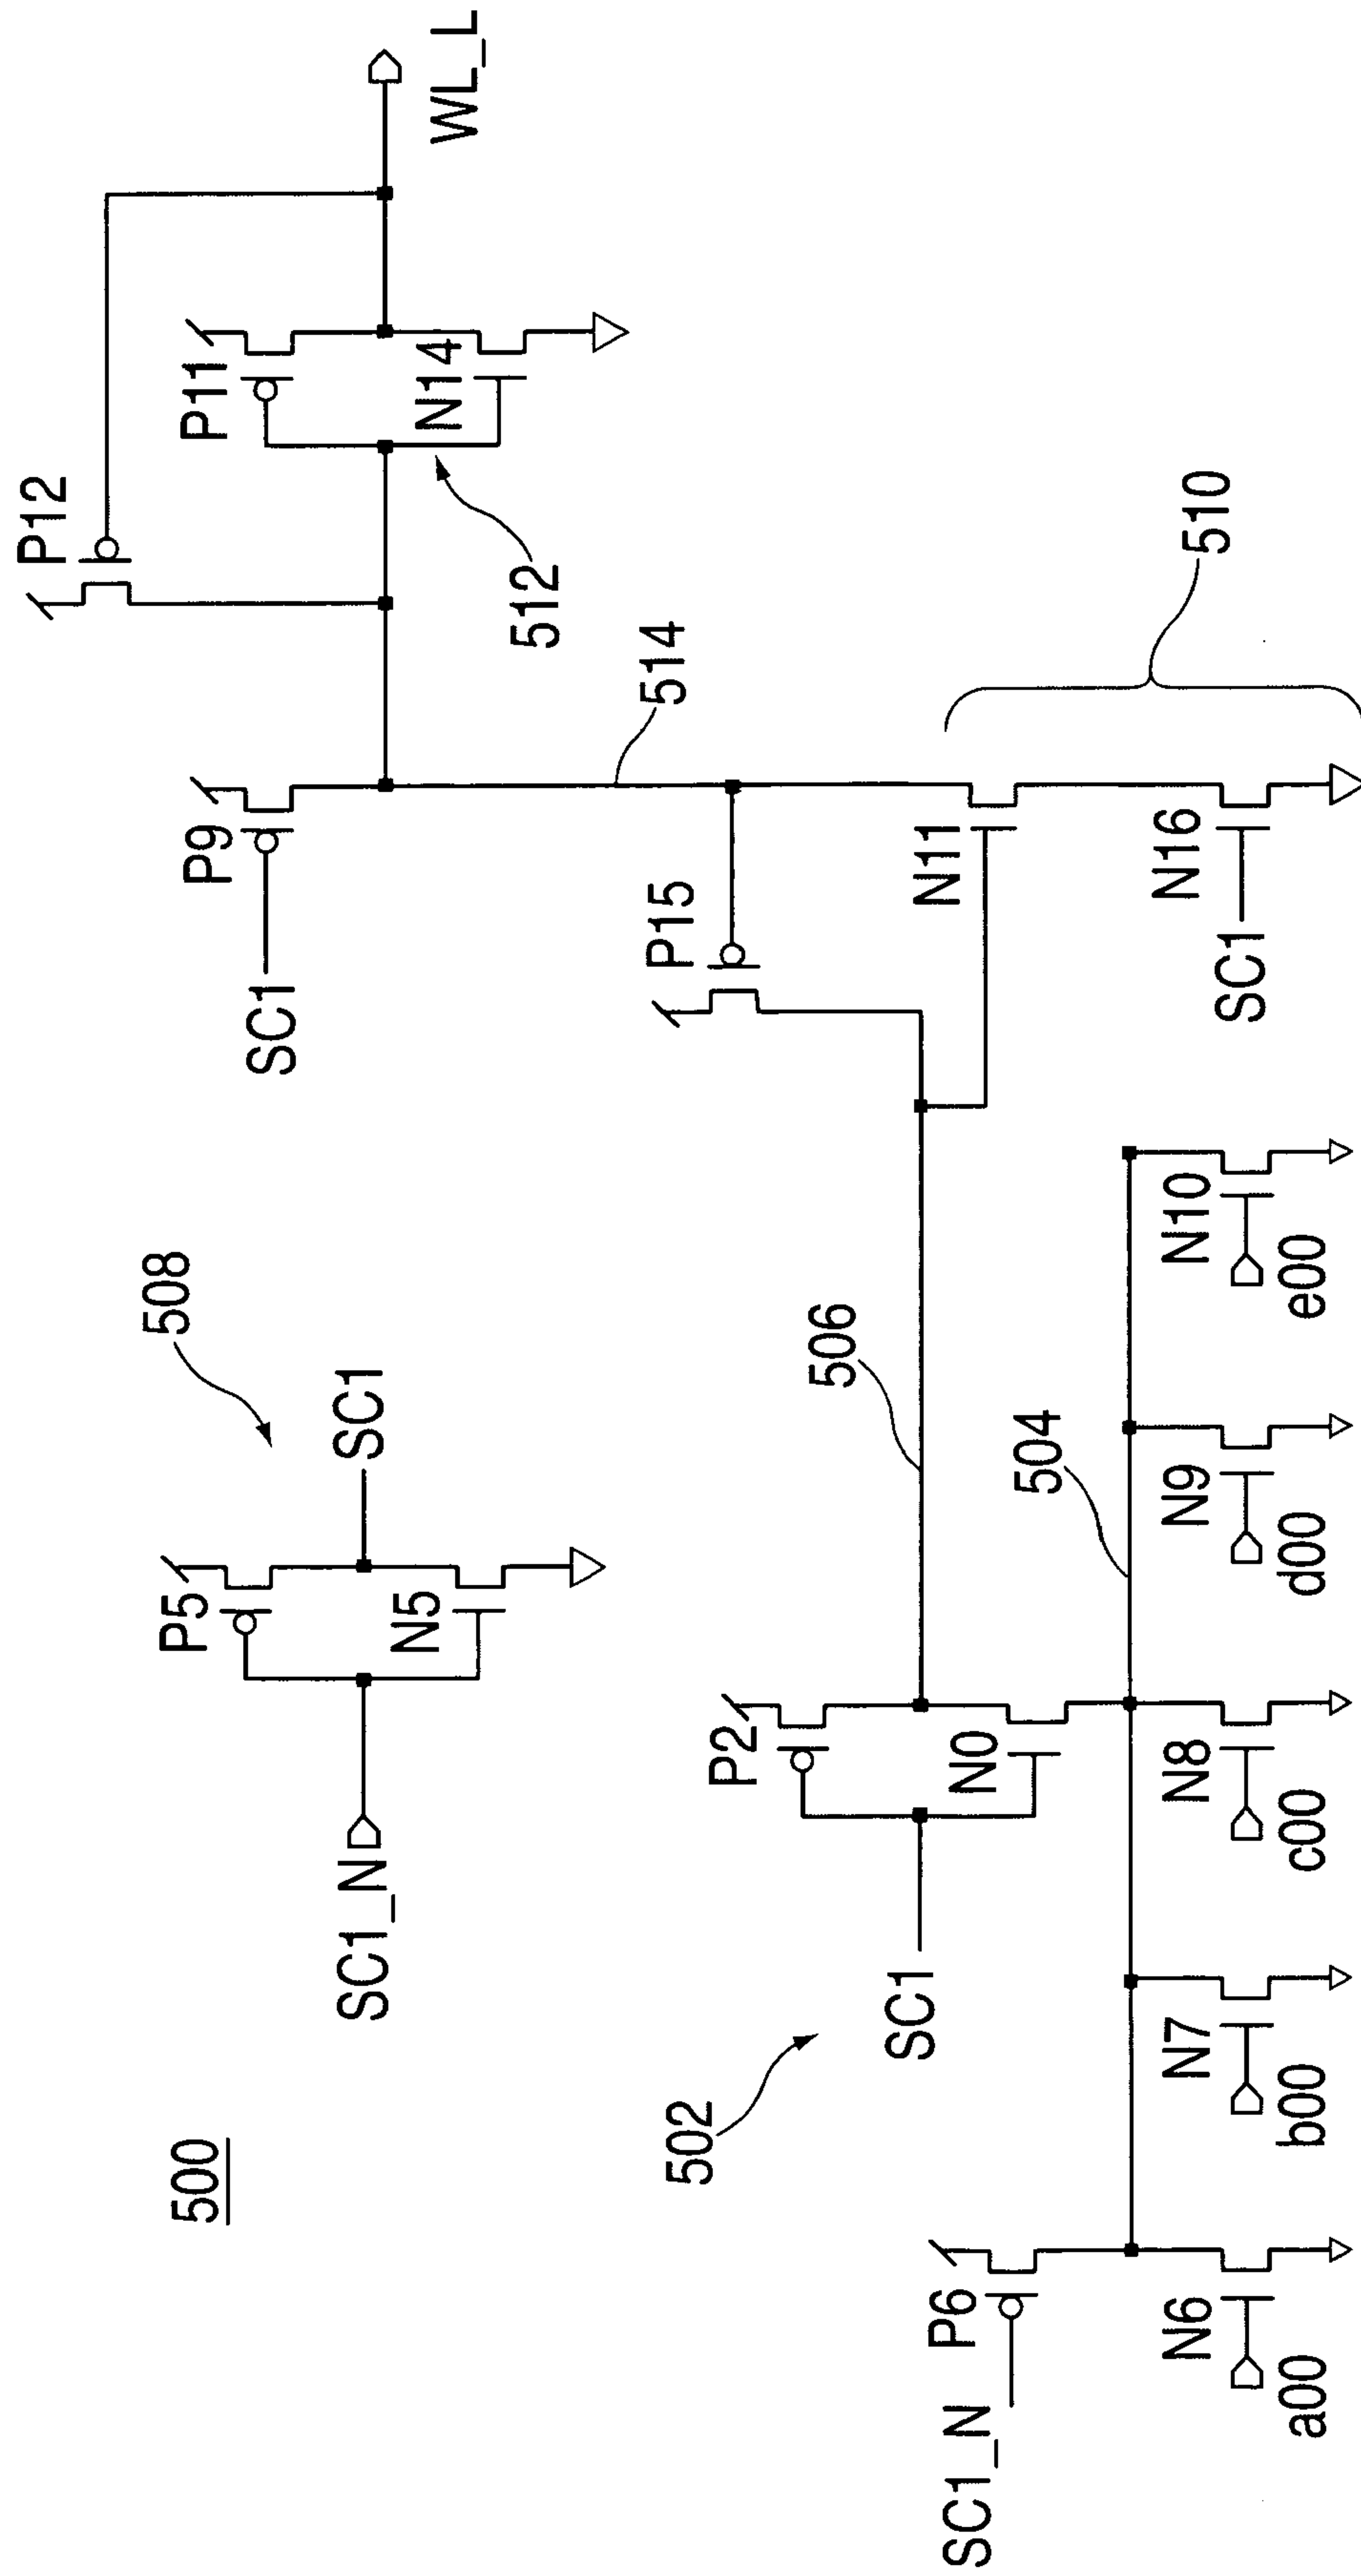 500
508
SC1_N
P5
N5
SC1
P12
P9
SC1
P11
N14
WL_L
512
514
502
SC1
P2
N0
506
504
P15
N11
N16
SC1
510
SC1_N
P6
N6
a00
N7
b00
N8
c00
N9
d00
N10
e00